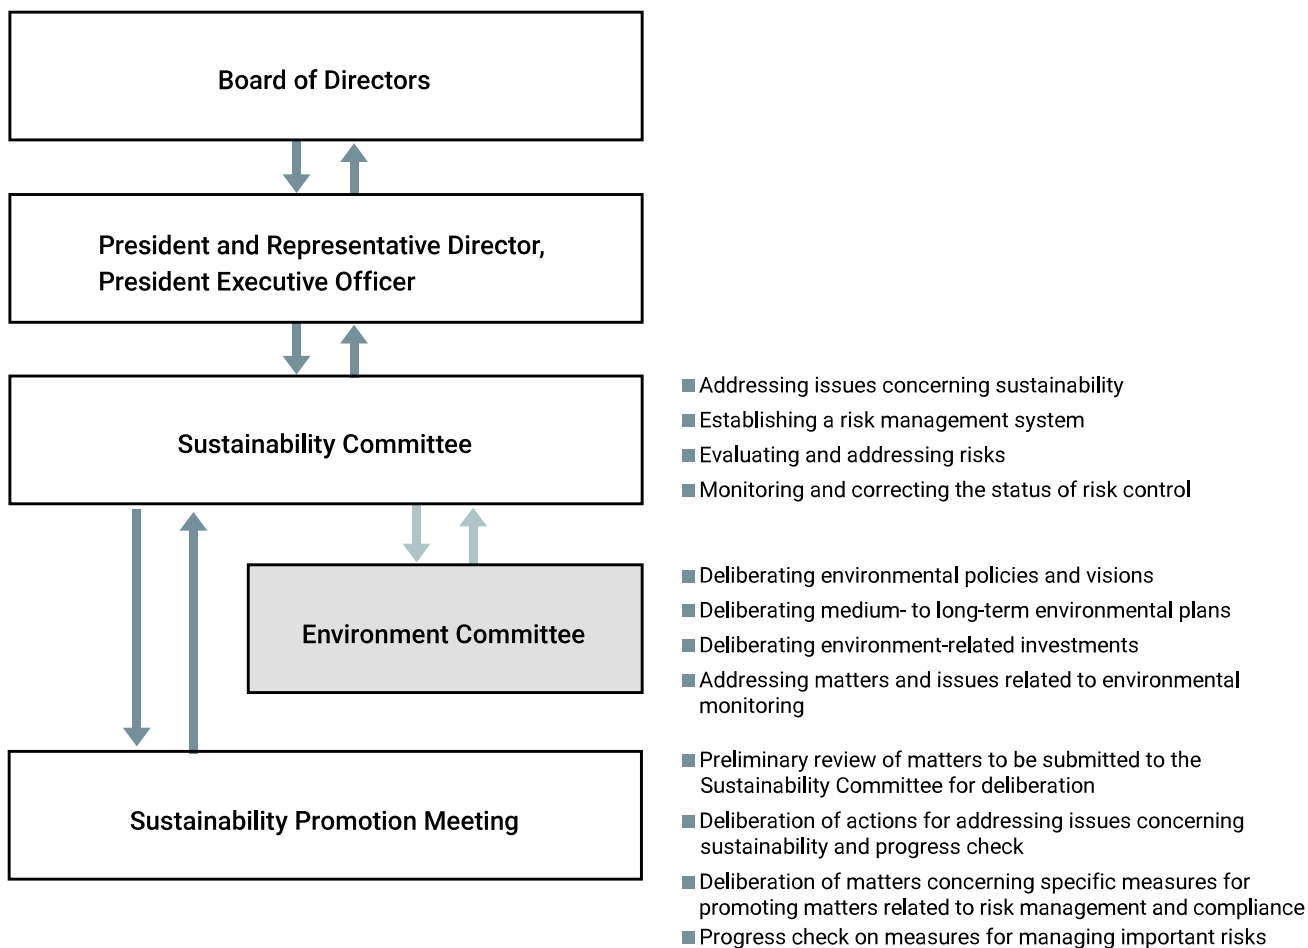 Board of Directors
President and Representative Director,
President Executive Officer
Sustainability Committee
■ Addressing issues concerning sustainability
■ Establishing a risk management system
■ Evaluating and addressing risks
■ Monitoring and correcting the status of risk control
Environment Committee
■ Deliberating environmental policies and visions
■ Deliberating medium- to long-term environmental plans
■ Deliberating environment-related investments
■ Addressing matters and issues related to environmental
monitoring
Sustainability Promotion Meeting
■ Preliminary review of matters to be submitted to the
Sustainability Committee for deliberation
■ Deliberation of actions for addressing issues concerning
sustainability and progress check
■ Deliberation of matters concerning specific measures for
promoting matters related to risk management and compliance
■ Progress check on measures for managing important risks